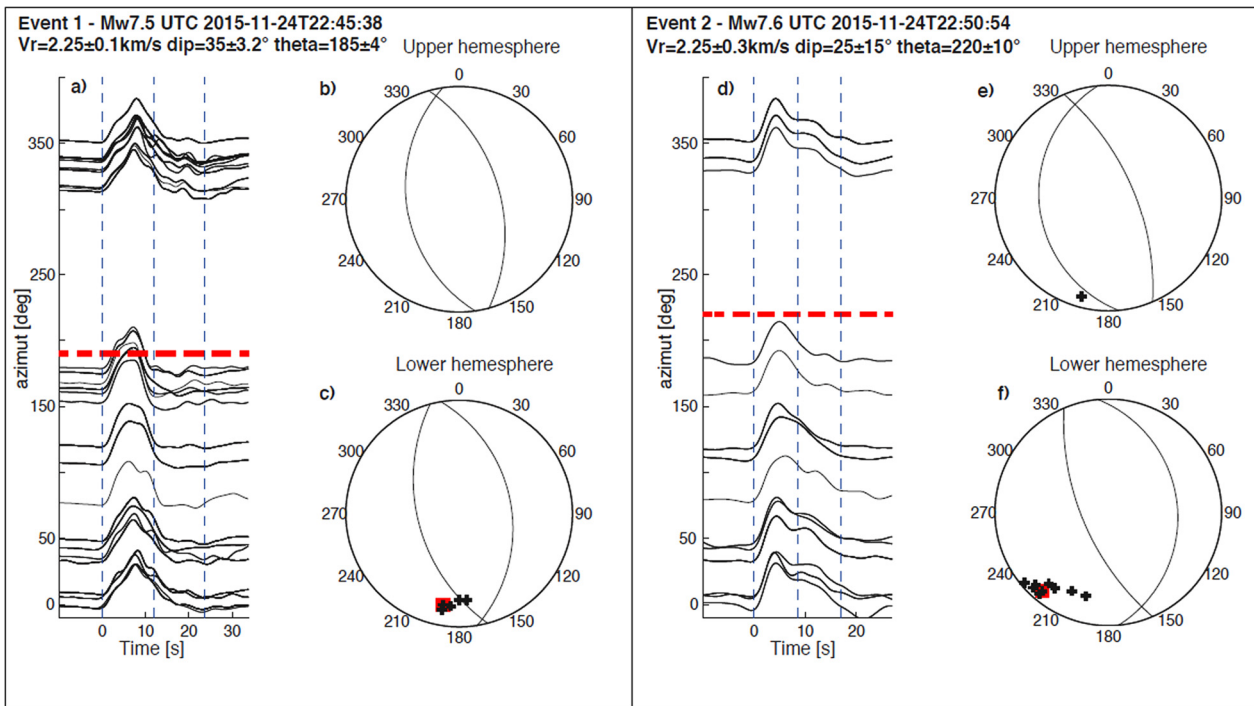 Event 1 - Mw7.5 UTC 2015-11-24T22:45:38
Vr=2.25±0.1km/s dip=35±3.2° theta=185±4°
a)
350
250
150
50
0
azimut [deg]
0 10 20 30
Time [s]
Upper hemesphere
b)
0
30
60
90
120
150
180
210
240
270
300
330
Lower hemesphere
c)
0
30
60
90
120
150
180
210
240
270
300
330
Event 2 - Mw7.6 UTC 2015-11-24T22:50:54
Vr=2.25±0.3km/s dip=25±15° theta=220±10°
d)
350
250
150
50
0
azimut [deg]
0 10 20
Time [s]
Upper hemesphere
e)
0
30
60
90
120
150
180
210
240
270
300
330
Lower hemesphere
f)
0
30
60
90
120
150
180
210
240
270
300
330